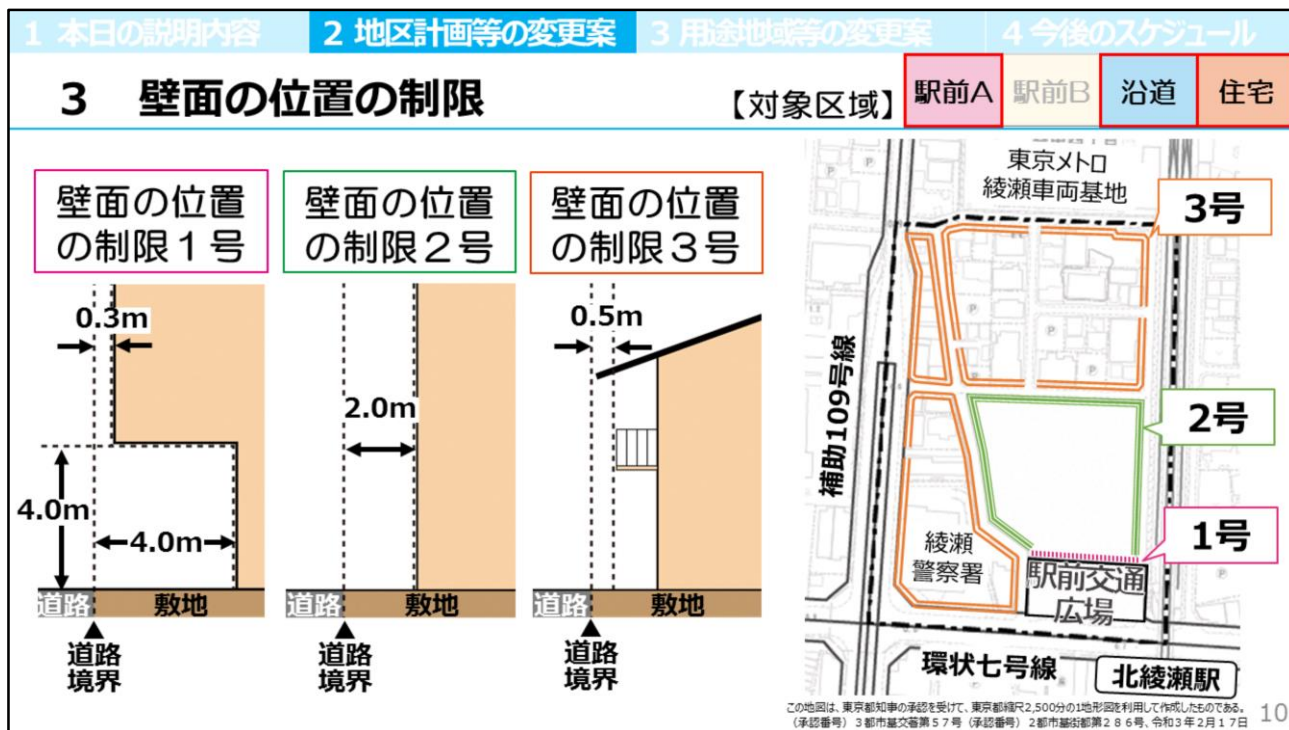 1 本日の説明内容
2 地区計画等の変更案
3 用途地域等の変更案
4 今後のスケジュール
3 壁面の位置の制限
【対象区域】
駅前A
駅前B
沿道
住宅
壁面の位置
の制限1号
0.3m
4.0m
4.0m
道路
敷地
道路
境界
壁面の位置
の制限2号
2.0m
道路
敷地
道路
境界
壁面の位置
の制限3号
0.5m
道路
敷地
道路
境界
東京メトロ
綾瀬車両基地
3号
2号
1号
補助109号線
綾瀬
警察署
駅前交通
広場
環状七号線
北綾瀬駅
P
P
P
P
P
P
この地図は、東京都知事の承認を受けて、東京都縮尺2,500分の1地形図を利用して作成したものである。
（承認番号）3都市基交著第57号（承認番号）2都市基街都第286号、令和3年2月17日
10